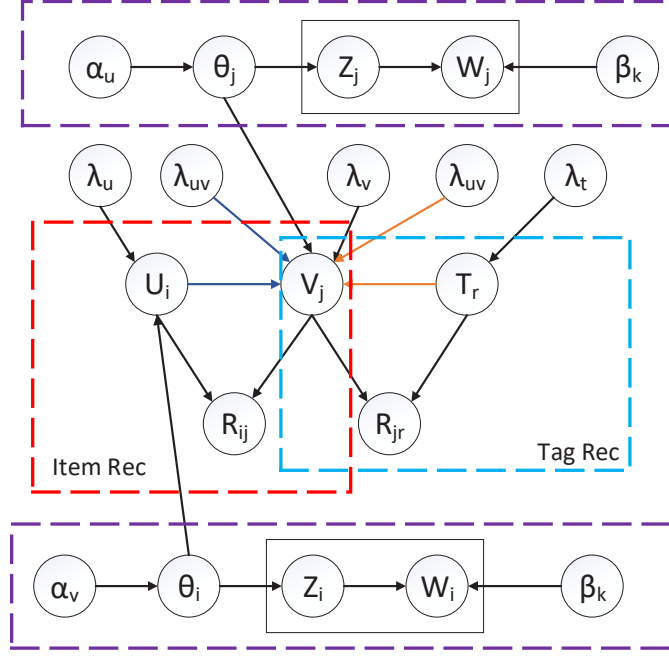 αu θj Zj Wj βk
λu λuv λv λuv λt
Ui Vj Tr
Rij Rjr
Item Rec Tag Rec
αv θi Zi Wi βk